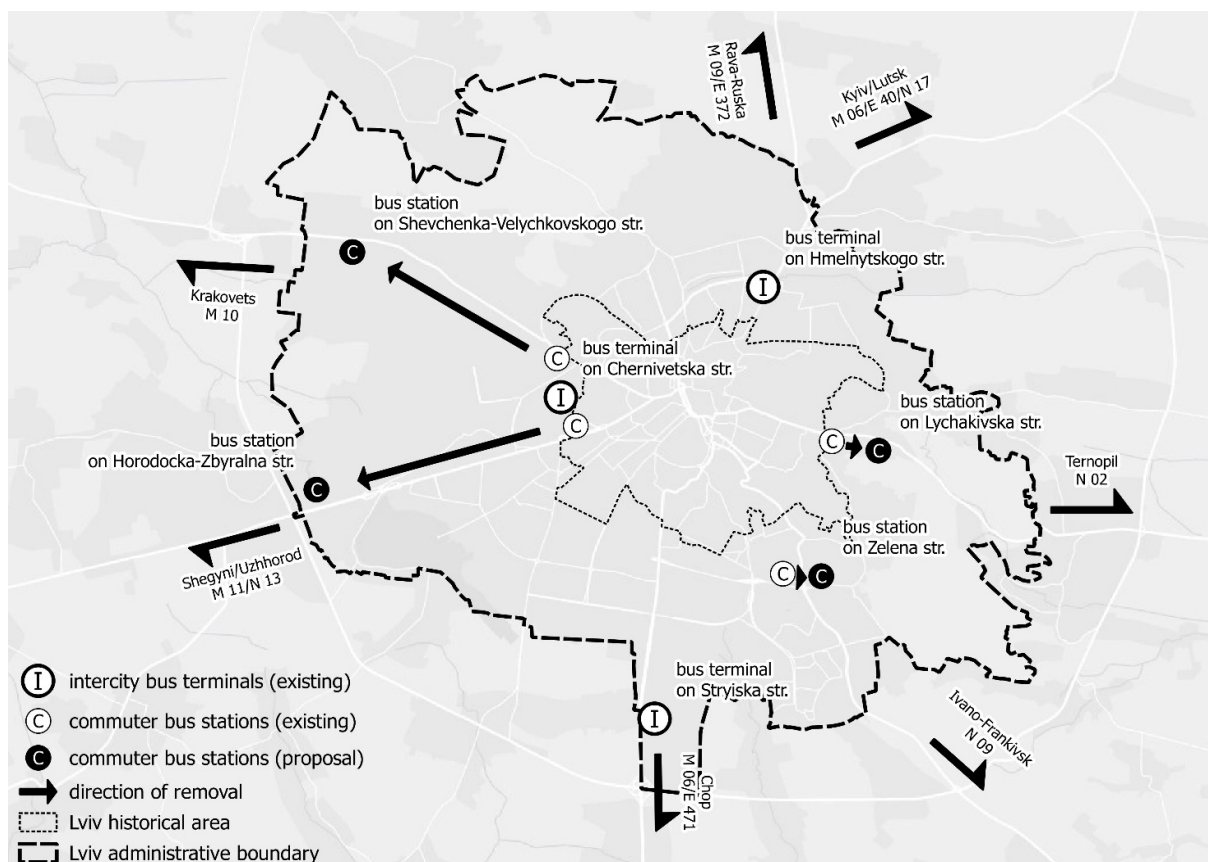 Rava-Ruska
M 09/E 372
Kyiv/Lutsk
M 06/E 40/N 17
bus station
on Shevchenka-Velychkovskogo str.
C
bus terminal
on Hmelnytskogo str.
I
Krakovets
M 10
C
bus terminal
on Chernivetska str.
I
C
bus station
on Lychakivska str.
C
C
bus station
on Horodocka-Zbyralna str.
C
Ternopil
N 02
Shegyni/Uzhhorod
M 11/N 13
bus station
on Zelena str.
C
C
bus terminal
on Stryiska str.
I
Chop
M 06/E 471
Ivano-Frankivsk
N 09
I intercity bus terminals (existing)
C commuter bus stations (existing)
C commuter bus stations (proposal)
direction of removal
Lviv historical area
Lviv administrative boundary